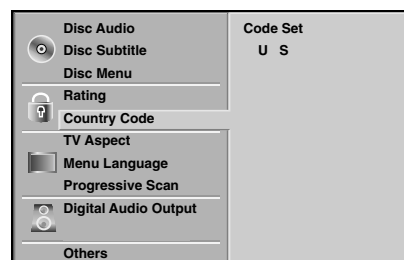 Disc Audio
Disc Subtitle
Disc Menu
Rating
Country Code
TV Aspect
Menu Language
Progressive Scan
Digital Audio Output
Others
Code Set
U S